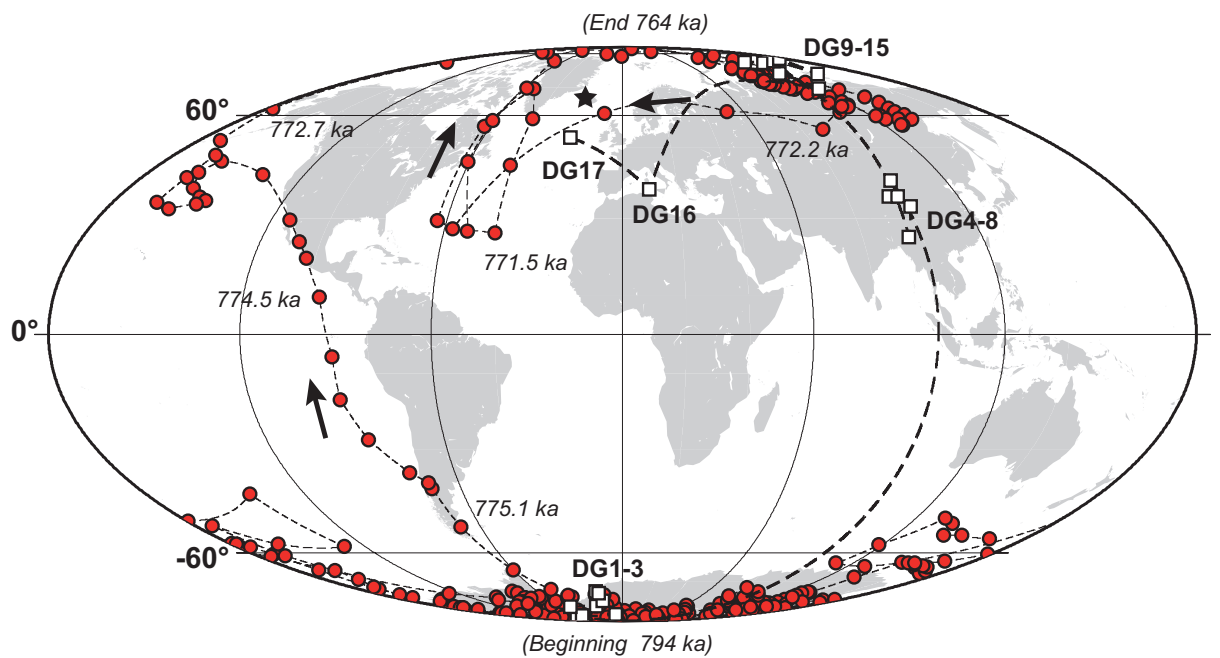 (End 764 ka)
DG9-15
60°
772.7 ka
772.2 ka
DG17
DG16
DG4-8
771.5 ka
774.5 ka
0°
775.1 ka
-60°
DG1-3
(Beginning 794 ka)